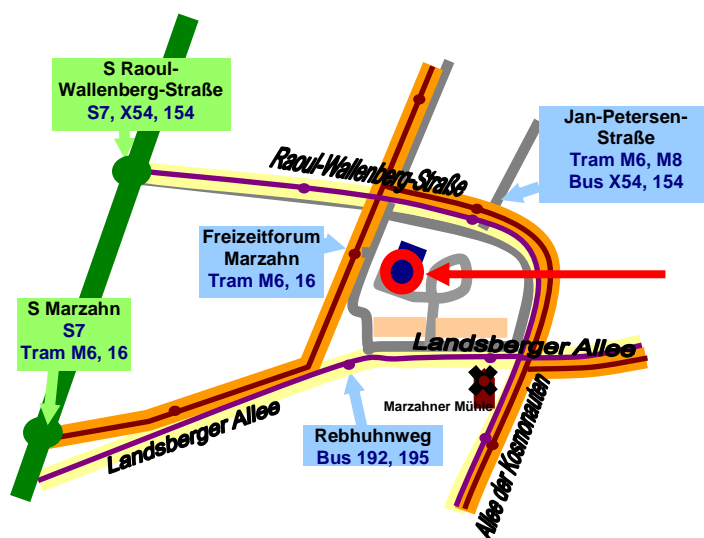 S Raoul-
Wallenberg-Straße
S7, X54, 154
Jan-Petersen-
Straße
Tram M6, M8
Bus X54, 154
Raoul-Wallenberg-Straße
Freizeitforum
Marzahn
Tram M6, 16
S Marzahn
S7
Tram M6, 16
Landsberger Allee
Marzahner Mühle
Landsberger Allee
Rebhuhnweg
Bus 192, 195
Allee der Kosmonauten